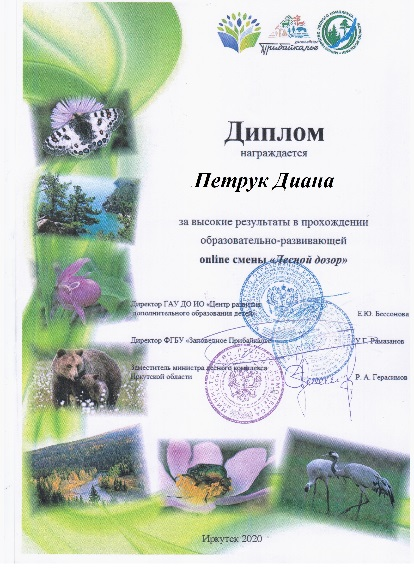 Прибайкалье
Диплом
награждается
Петрук Диана
за высокие результаты в прохождении
образовательно-развивающей
online смены «Лесной дозор»
Директор ГАУ ДО ИО «Центр развития
дополнительного образования детей»
Е.Ю. Бессонова
Директор ФГБУ «Заповедное Прибайкалье»
У.Г. Рамазанов
Заместитель министра лесного комплекса
Иркутской области
Р. А. Герасимов
Иркутск 2020